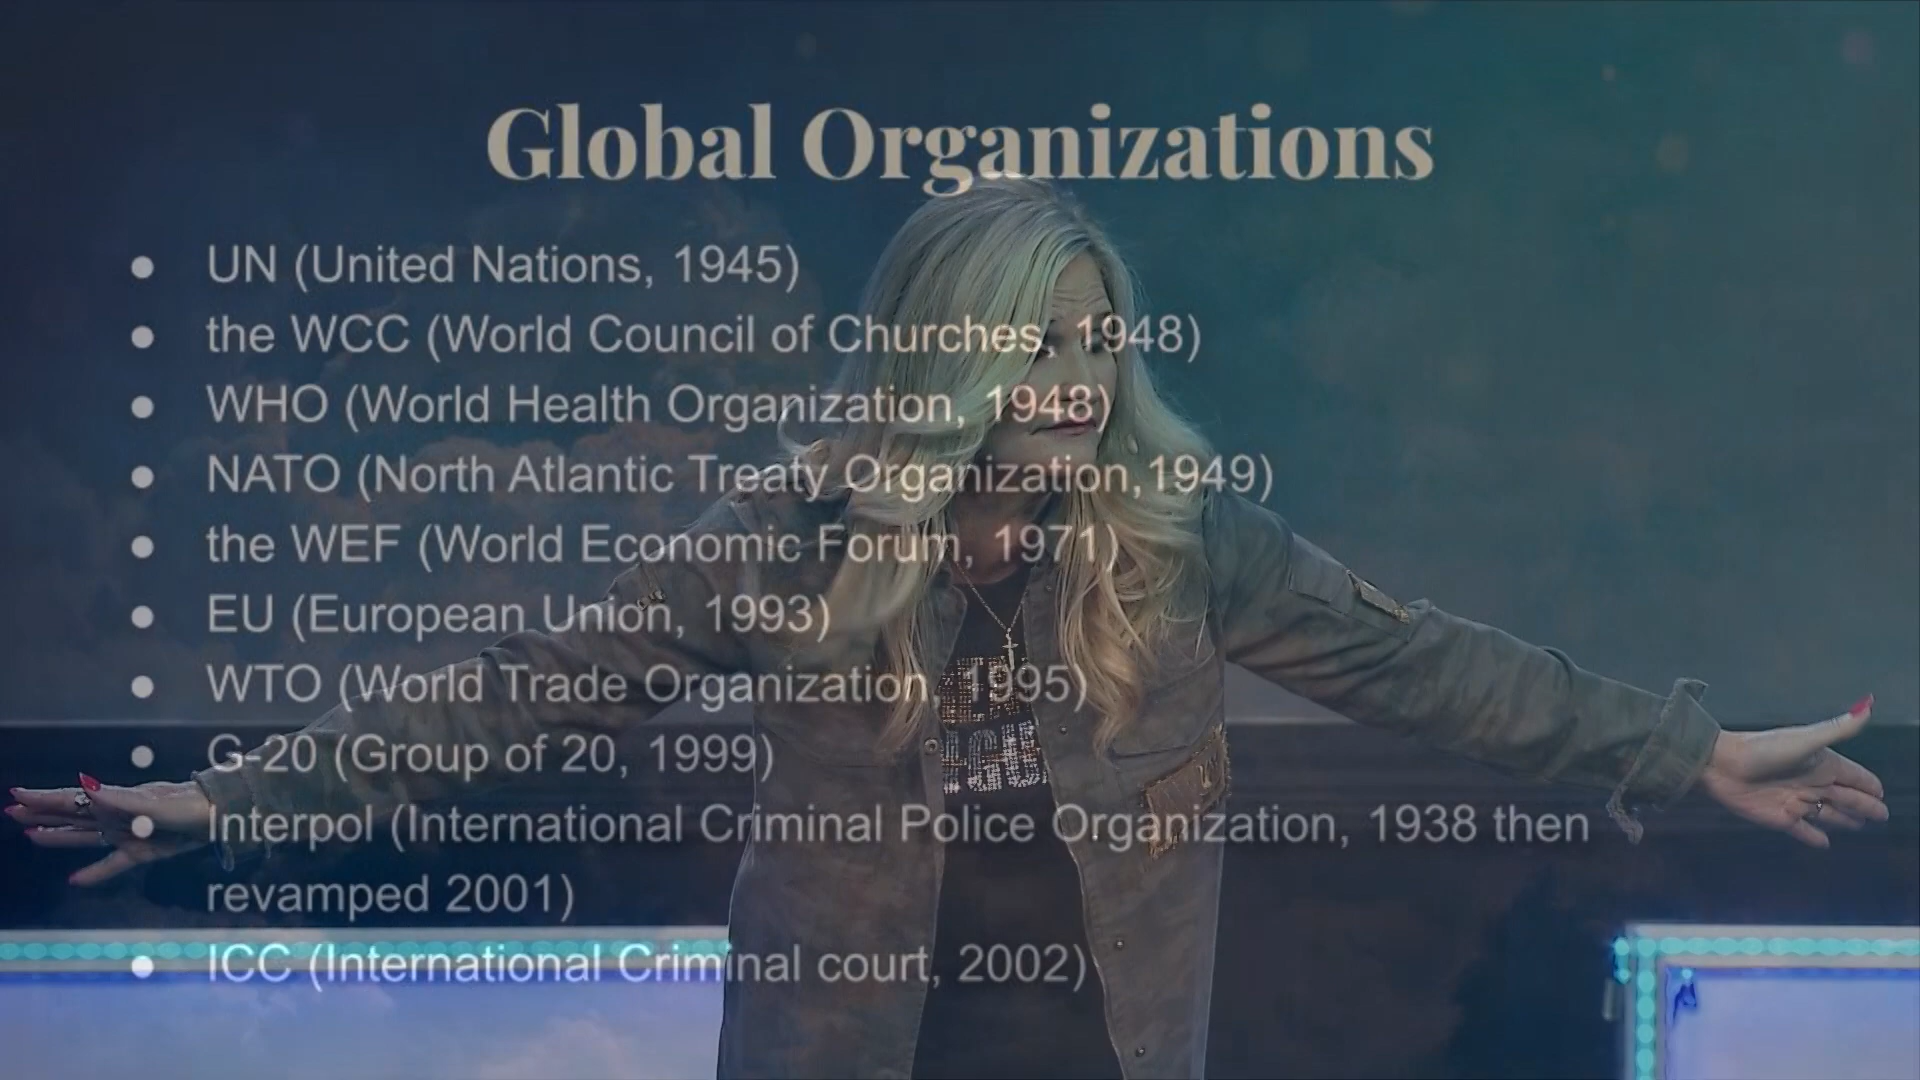 Global Organizations
● UN (United Nations, 1945)
● the WCC (World Council of Churches, 1948)
● WHO (World Health Organization, 1948)
● NATO (North Atlantic Treaty Organization,1949)
● the WEF (World Economic Forum, 1971)
● EU (European Union, 1993)
● WTO (World Trade Organization, 1995)
● G-20 (Group of 20, 1999)
● Interpol (International Criminal Police Organization, 1938 then
revamped 2001)
● ICC (International Criminal court, 2002)